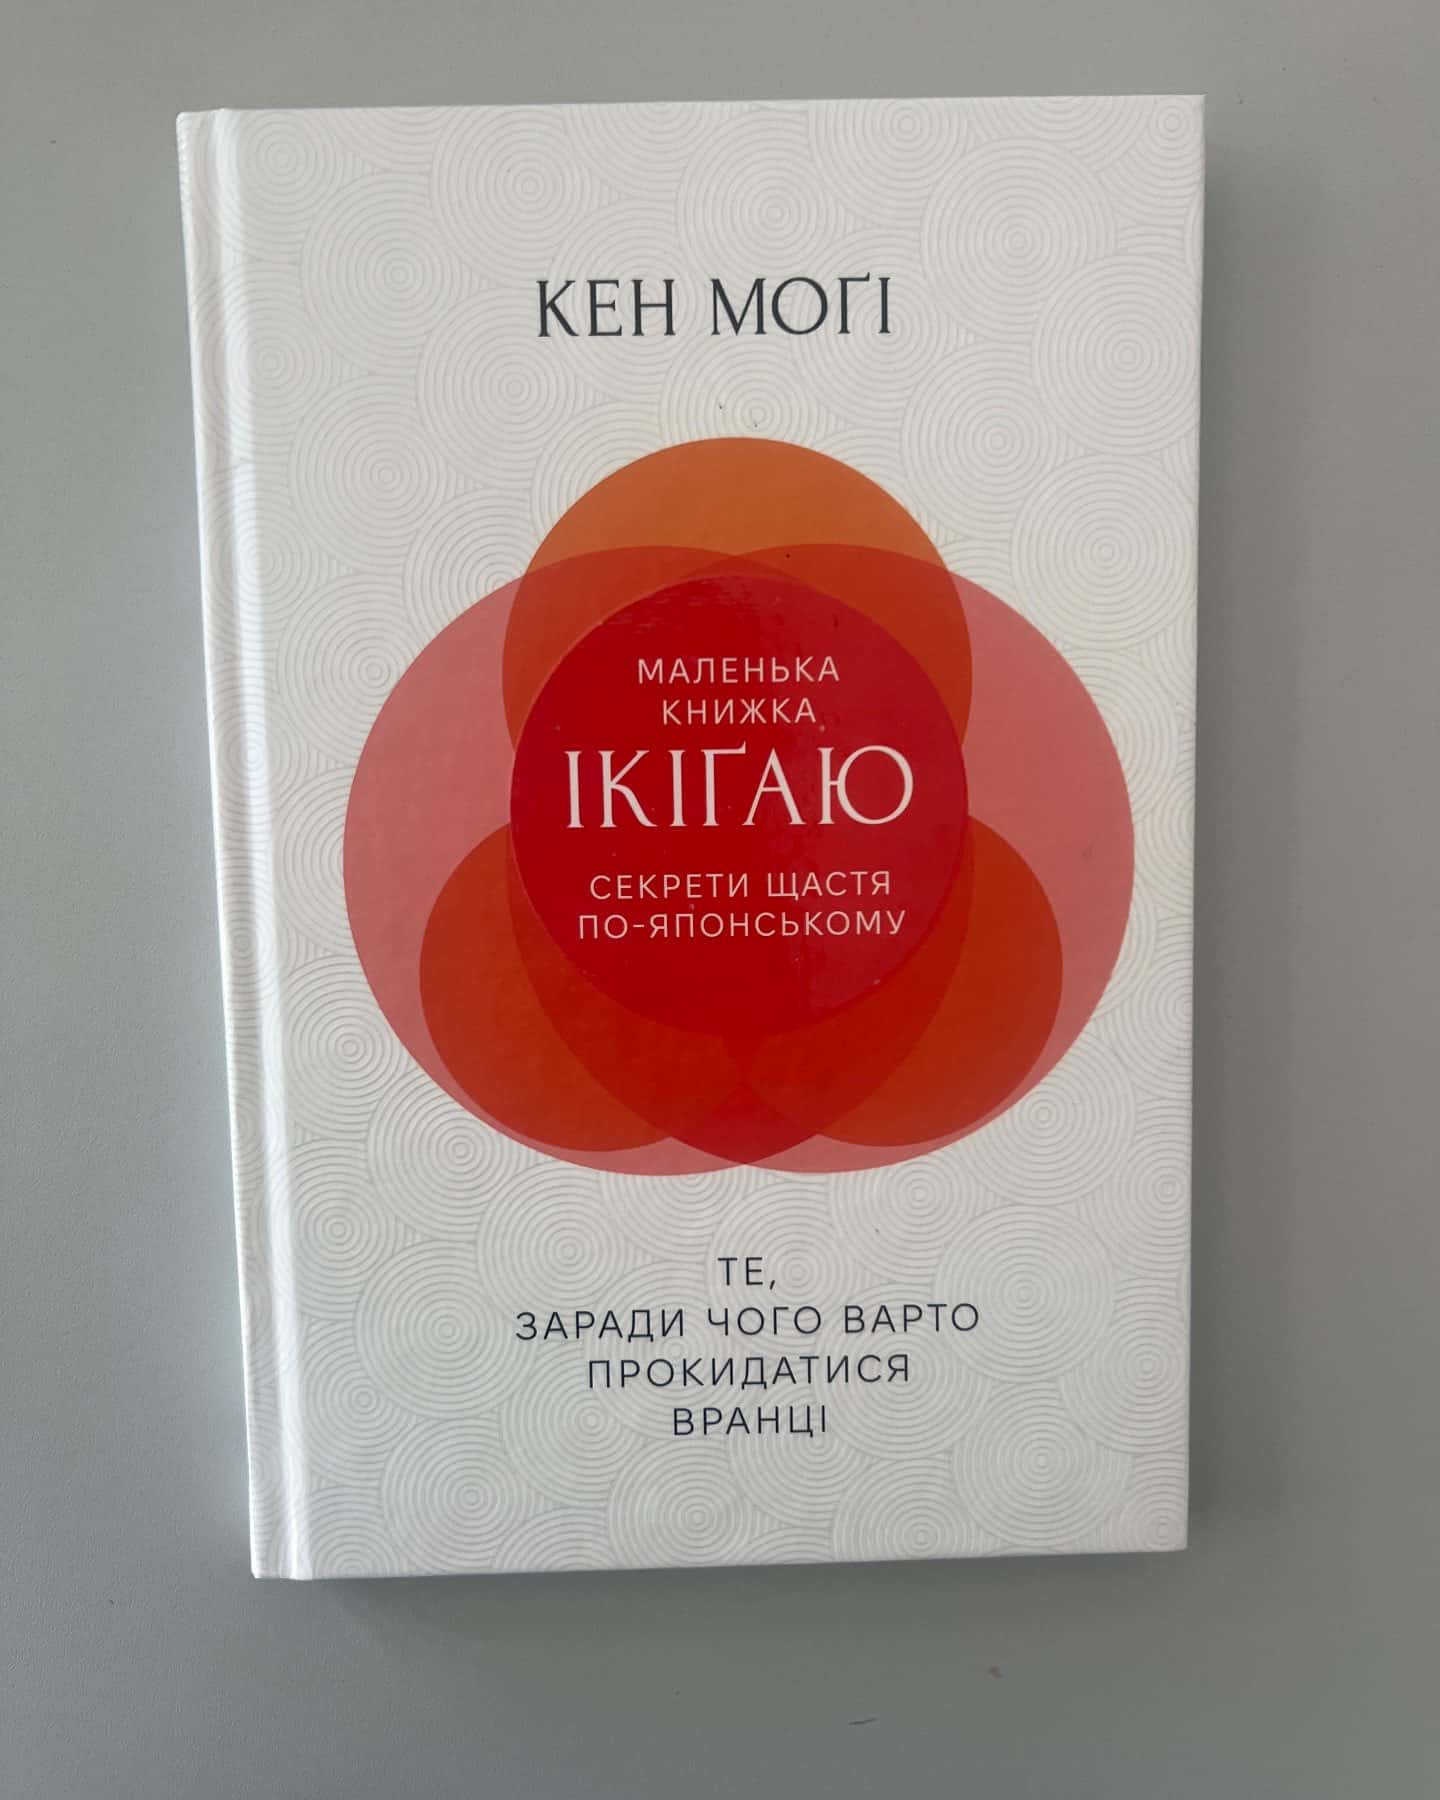 КЕН МОҐІ
МАЛЕНЬКА
КНИЖКА
ІКІҐАЮ
СЕКРЕТИ ЩАСТЯ
ПО-ЯПОНСЬКОМУ
ТЕ,
ЗАРАДИ ЧОГО ВАРТО
ПРОКИДАТИСЯ
ВРАНЦІ